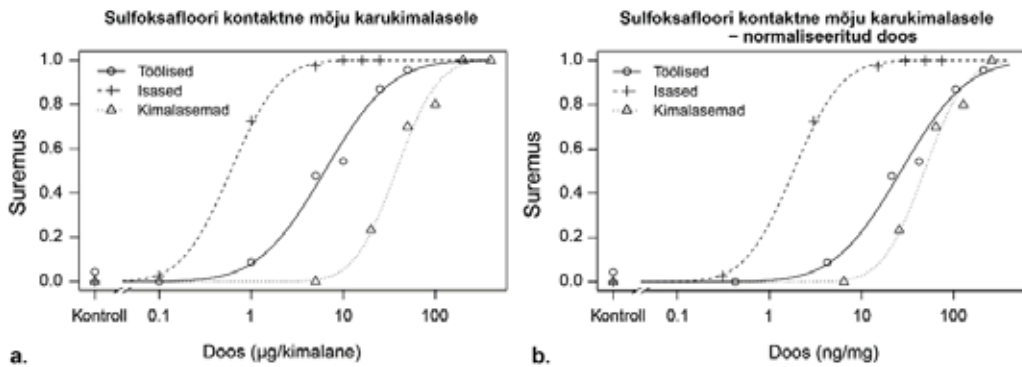 Sulfoksafloori kontaktne mõju karukimalasele
Suremus
1.0
0.8
0.6
0.4
0.2
0.0
Töölised
Isased
Kimalasemad
Kontroll 0.1 1 10 100
Doos (µg/kimalane)
a.
Sulfoksafloori kontaktne mõju karukimalasele
– normaliseeritud doos
Suremus
1.0
0.8
0.6
0.4
0.2
0.0
Töölised
Isased
Kimalasemad
Kontroll 0.1 1 10 100
Doos (ng/mg)
b.